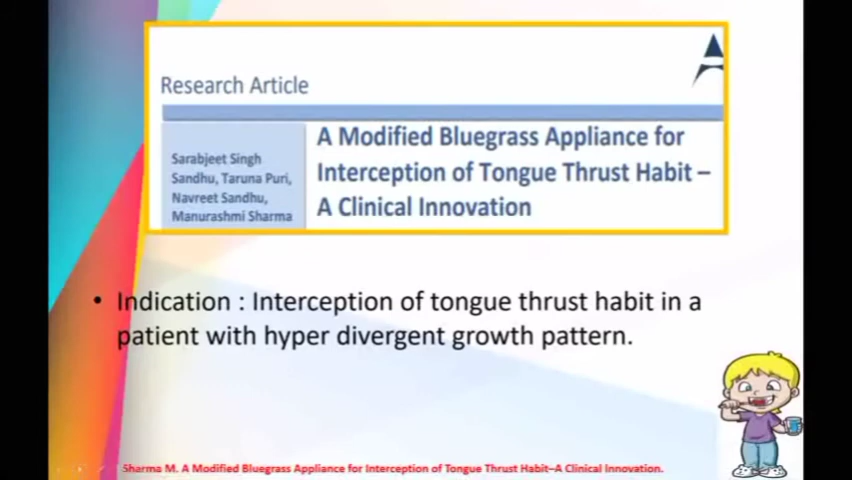 Research Article
Sarabjeet Singh
Sandhu, Taruna Puri,
Navreet Sandhu,
Manurashmi Sharma
A Modified Bluegrass Appliance for
Interception of Tongue Thrust Habit –
A Clinical Innovation
• Indication : Interception of tongue thrust habit in a
patient with hyper divergent growth pattern.
Sharma M. A Modified Bluegrass Appliance for Interception of Tongue Thrust Habit–A Clinical Innovation.